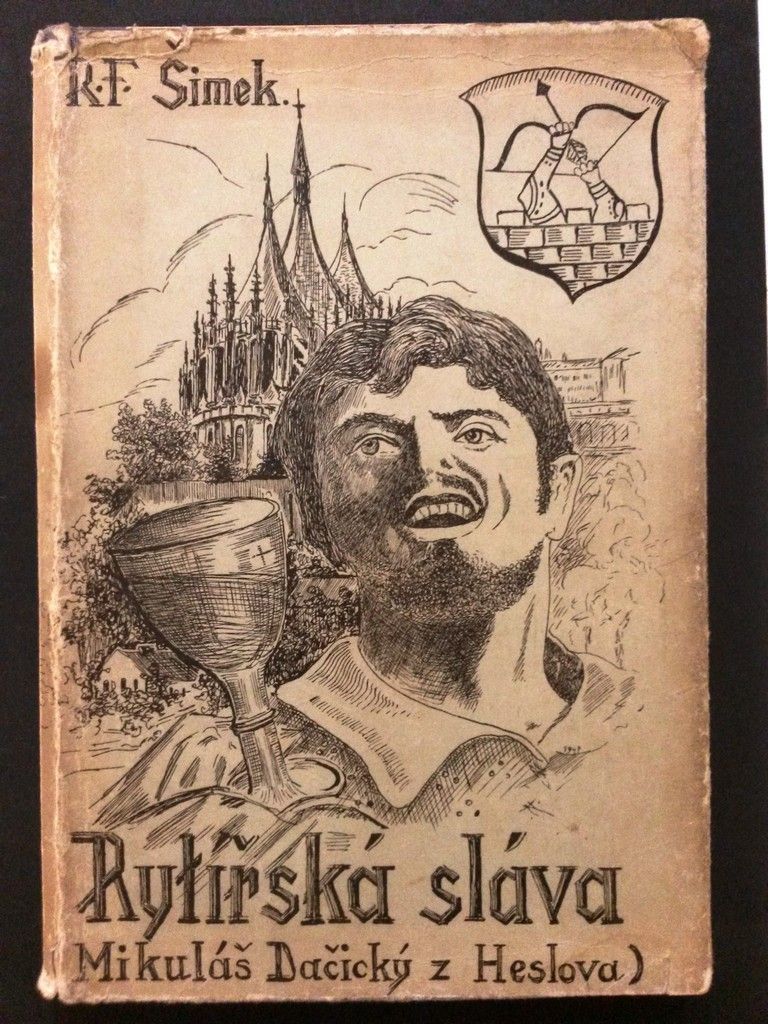 R.F. Šimek.
Rytířská sláva
Mikuláš Dačický z Heslova)